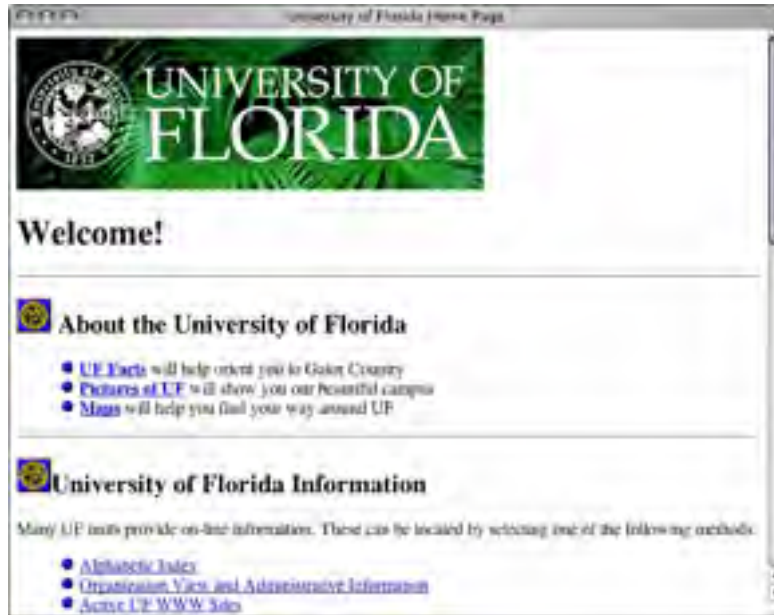 University of Florida Home Page
UNIVERSITY OF
FLORIDA
Welcome!
About the University of Florida
UF Facts will help orient you to Gator Country
Pictures of UF will show you our beautiful campus
Maps will help you find your way around UF
University of Florida Information
Many UF units provide on-line information. These can be located by selecting one of the following methods
Alphabetic Index
Organization View and Administrative Information
Active UF WWW Sites